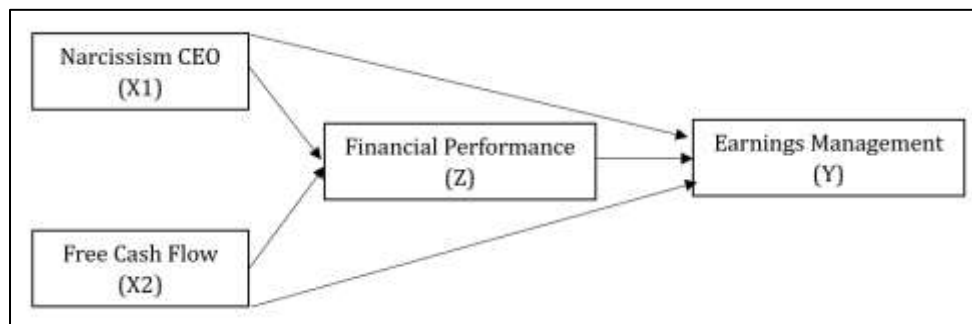 Narcissism CEO
(X1)
Financial Performance
(Z)
Earnings Management
(Y)
Free Cash Flow
(X2)